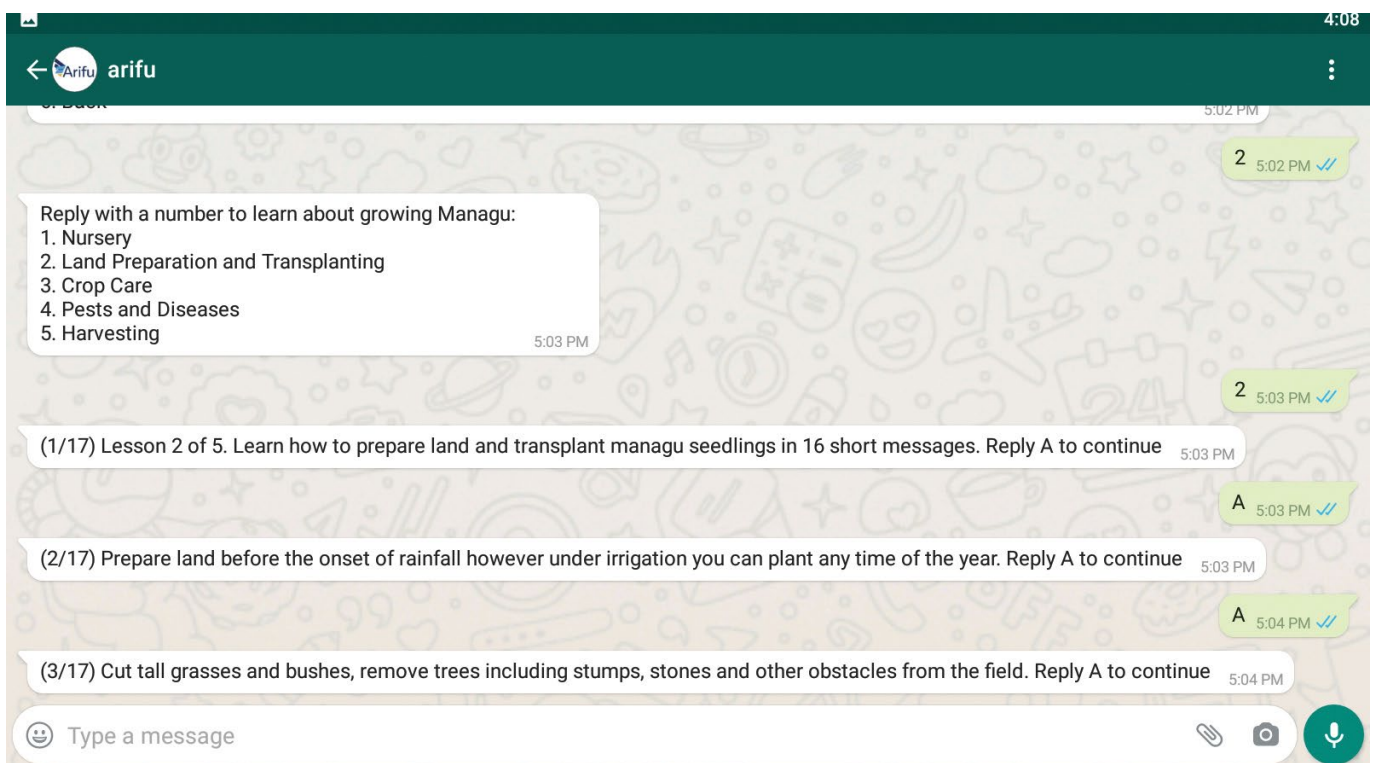 4:08
Arifu
arifu
5:02 PM
2 5:02 PM
Reply with a number to learn about growing Managu:
1. Nursery
2. Land Preparation and Transplanting
3. Crop Care
4. Pests and Diseases
5. Harvesting
5:03 PM
2 5:03 PM
(1/17) Lesson 2 of 5. Learn how to prepare land and transplant managu seedlings in 16 short messages. Reply A to continue 5:03 PM
A 5:03 PM
(2/17) Prepare land before the onset of rainfall however under irrigation you can plant any time of the year. Reply A to continue 5:03 PM
A 5:04 PM
(3/17) Cut tall grasses and bushes, remove trees including stumps, stones and other obstacles from the field. Reply A to continue 5:04 PM
Type a message